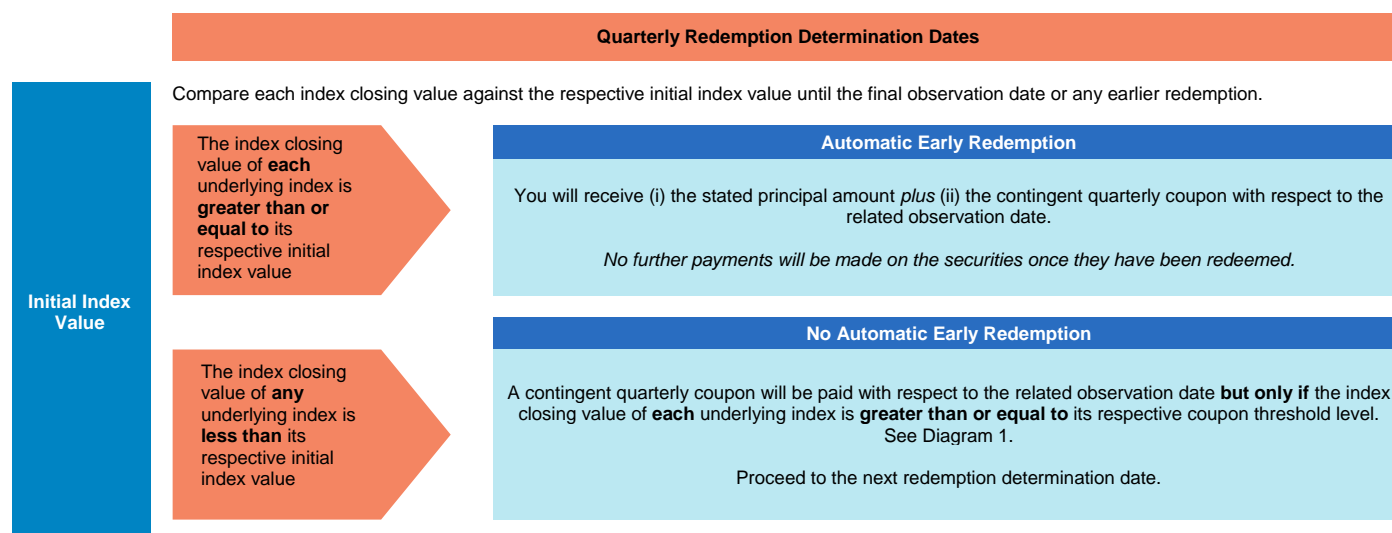 Quarterly Redemption Determination Dates
Compare each index closing value against the respective initial index value until the final observation date or any earlier redemption.
Initial Index
Value
The index closing
value of each
underlying index is
greater than or
equal to its
respective initial
index value
Automatic Early Redemption
You will receive (i) the stated principal amount plus (ii) the contingent quarterly coupon with respect to the
related observation date.
No further payments will be made on the securities once they have been redeemed.
The index closing
value of any
underlying index is
less than its
respective initial
index value
No Automatic Early Redemption
A contingent quarterly coupon will be paid with respect to the related observation date but only if the index
closing value of each underlying index is greater than or equal to its respective coupon threshold level.
See Diagram 1.
Proceed to the next redemption determination date.